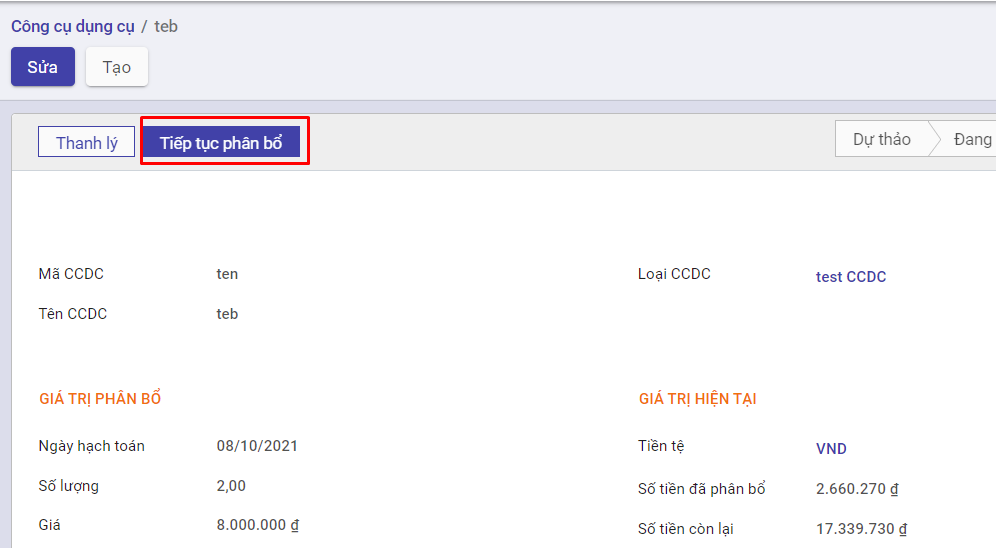 Công cụ dụng cụ / teb
Sửa Tạo
Thanh lý Tiếp tục phân bổ Dự thảo Đang
Mã CCDC ten Loại CCDC test CCDC
Tên CCDC teb
GIÁ TRỊ PHÂN BỔ GIÁ TRỊ HIỆN TẠI
Ngày hạch toán 08/10/2021 Tiền tệ VND
Số lượng 2,00 Số tiền đã phân bổ 2.660.270 ₫
Giá 8.000.000 ₫ Số tiền còn lại 17.339.730 ₫